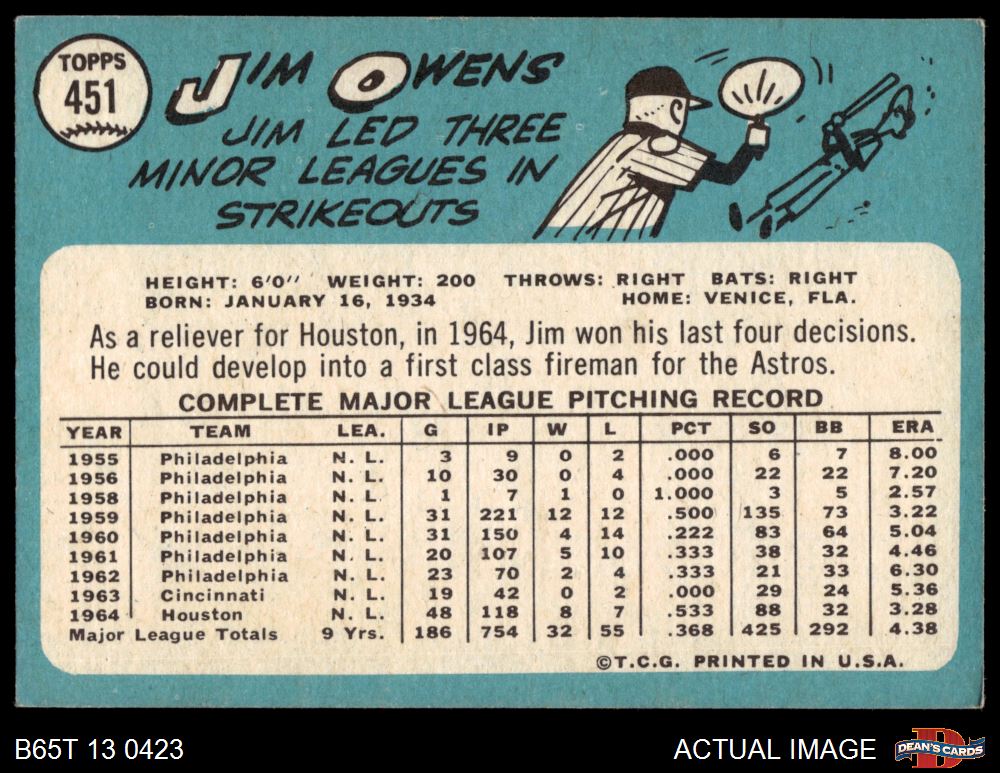 TOPPS
451
JIM OWENS
JIM LED THREE
MINOR LEAGUES IN
STRIKEOUTS
HEIGHT: 6'0" WEIGHT: 200 THROWS: RIGHT BATS: RIGHT
BORN: JANUARY 16, 1934 HOME: VENICE, FLA.
As a reliever for Houston, in 1964, Jim won his last four decisions.
He could develop into a first class fireman for the Astros.
COMPLETE MAJOR LEAGUE PITCHING RECORD
YEAR TEAM LEA. G IP W L PCT SO BB ERA
1955 Philadelphia N. L. 3 9 0 2 .000 6 7 8.00
1956 Philadelphia N. L. 10 30 0 4 .000 22 22 7.20
1958 Philadelphia N. L. 1 7 1 0 1.000 3 5 2.57
1959 Philadelphia N. L. 31 221 12 12 .500 135 73 3.22
1960 Philadelphia N. L. 31 150 4 14 .222 83 64 5.04
1961 Philadelphia N. L. 20 107 5 10 .333 38 32 4.46
1962 Philadelphia N. L. 23 70 2 4 .333 21 33 6.30
1963 Cincinnati N. L. 19 42 0 2 .000 29 24 5.36
1964 Houston N. L. 48 118 8 7 .533 88 32 3.28
Major League Totals 9 Yrs. 186 754 32 55 .368 425 292 4.38
©T.C.G. PRINTED IN U.S.A.
B65T 13 0423 ACTUAL IMAGE D DEAN'S CARDS